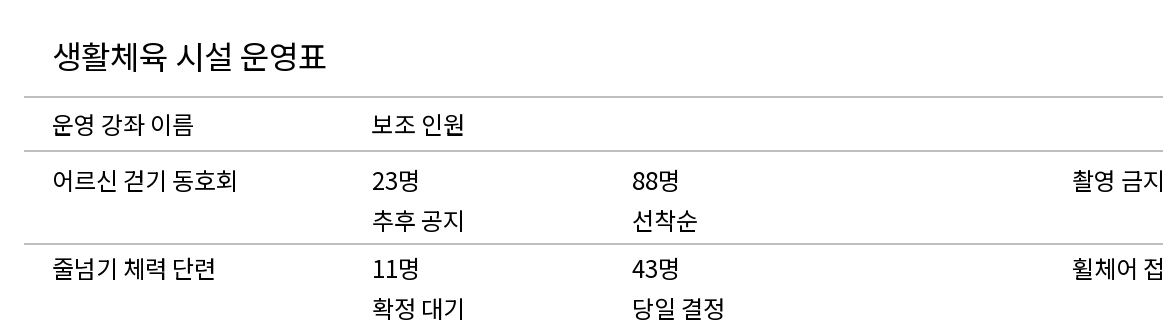 생활체육 시설 운영표
운영 강좌 이름 보조 인원
어르신 걷기 동호회 23명 88명 촬영 금지
추후 공지 선착순
줄넘기 체력 단련 11명 43명 휠체어 접
확정 대기 당일 결정